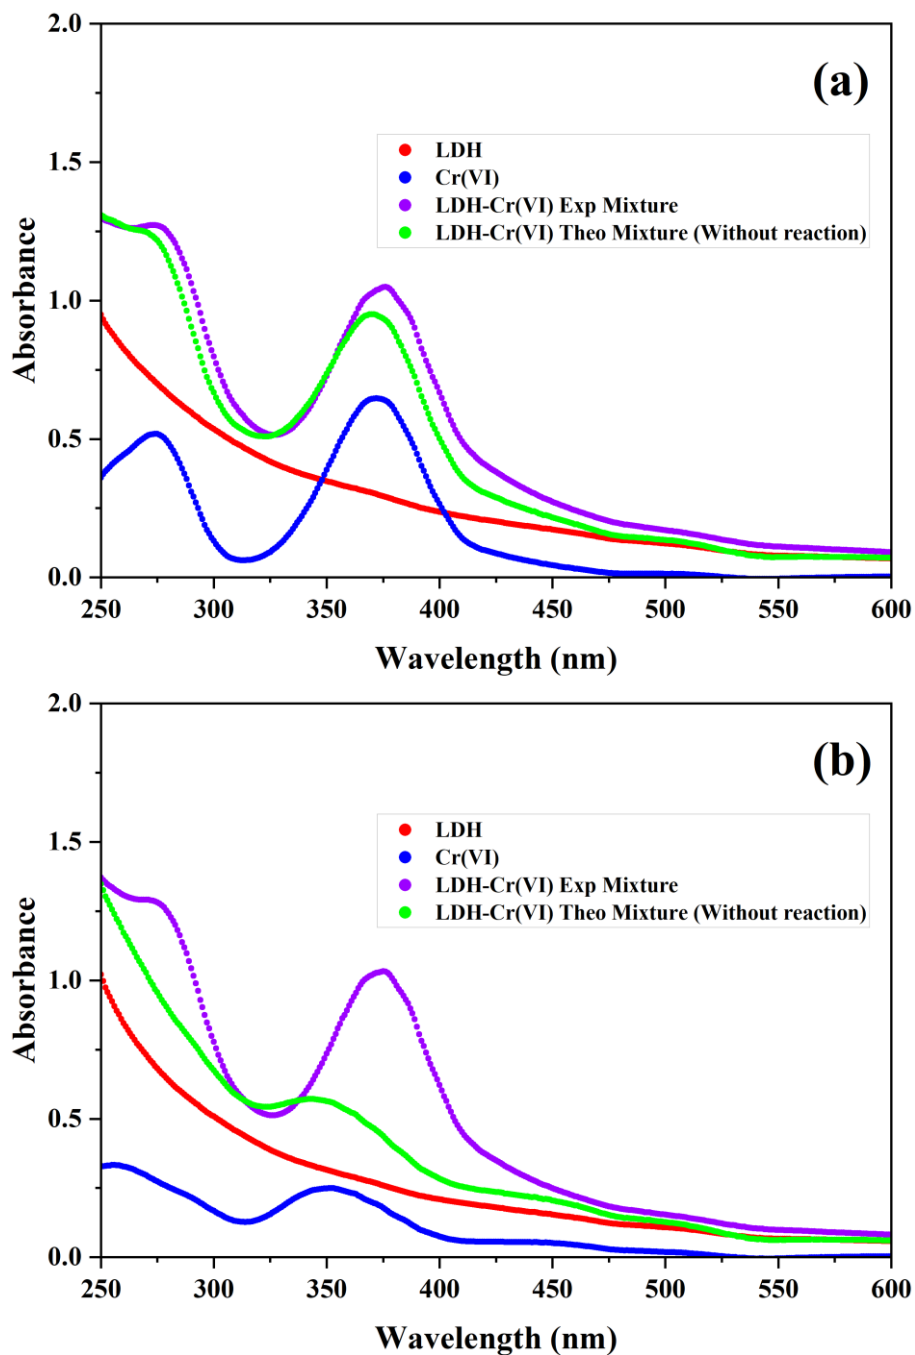 2.0
(a)
LDH
Cr(VI)
LDH-Cr(VI) Exp Mixture
LDH-Cr(VI) Theo Mixture (Without reaction)
1.5
1.0
0.5
0.0
Absorbance
250 300 350 400 450 500 550 600
Wavelength (nm)
2.0
(b)
LDH
Cr(VI)
LDH-Cr(VI) Exp Mixture
LDH-Cr(VI) Theo Mixture (Without reaction)
1.5
1.0
0.5
0.0
Absorbance
250 300 350 400 450 500 550 600
Wavelength (nm)